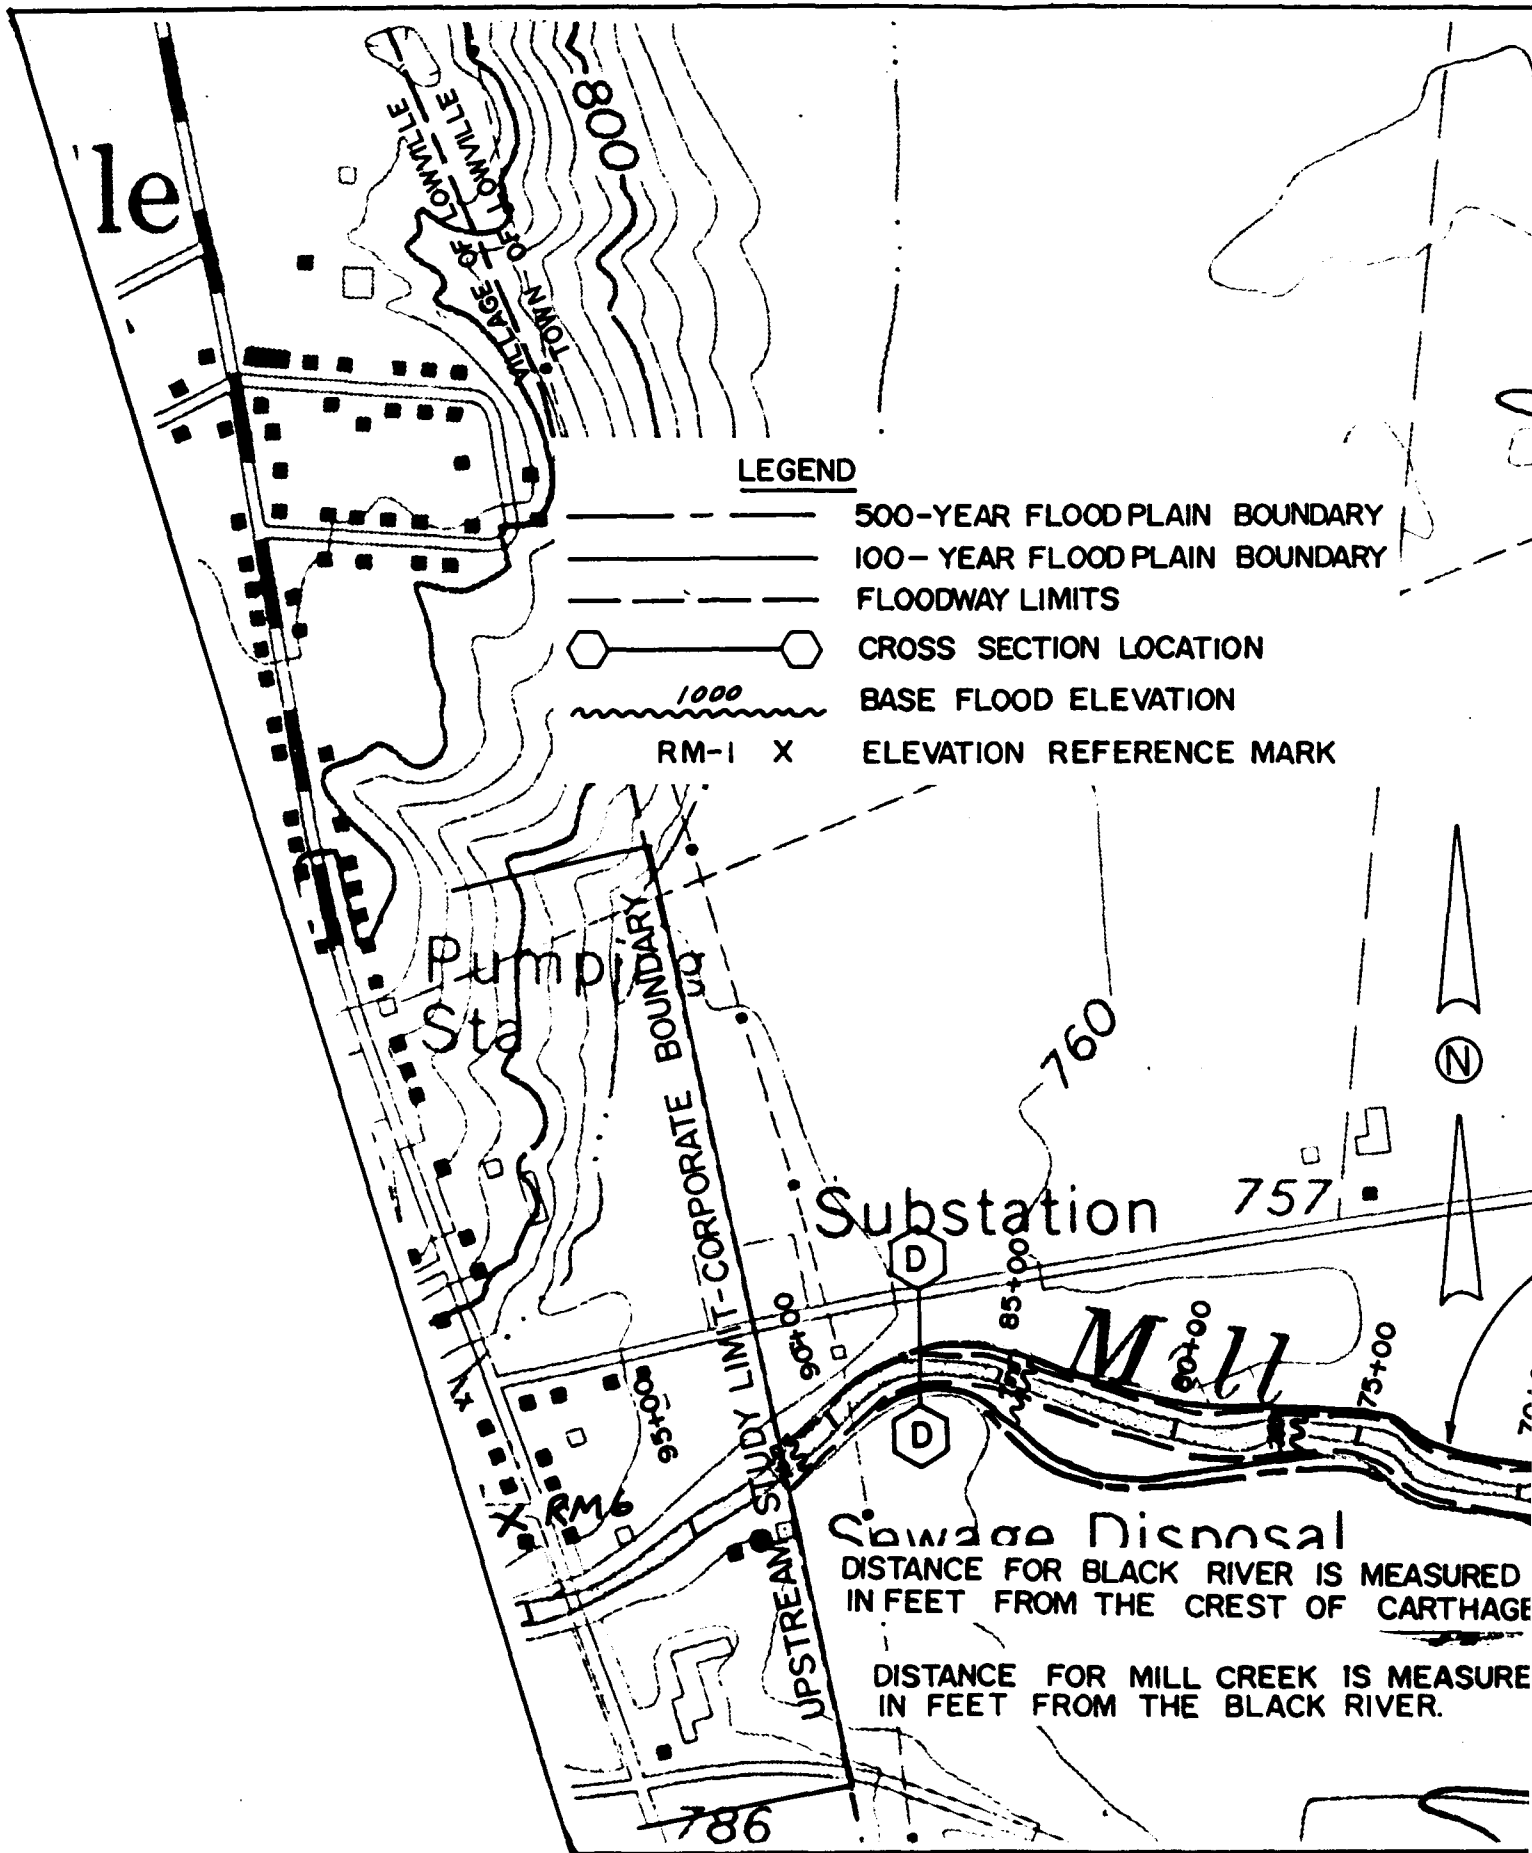 le
VILLAGE OF LOWVILLE
TOWN OF LOWVILLE
800
LEGEND
500-YEAR FLOOD PLAIN BOUNDARY
100-YEAR FLOOD PLAIN BOUNDARY
FLOODWAY LIMITS
CROSS SECTION LOCATION
1000 BASE FLOOD ELEVATION
RM-1 X ELEVATION REFERENCE MARK
Pumping
Sta
UPSTREAM STUDY LIMIT-CORPORATE BOUNDARY
760
N
Substation
757
D
85+00
90+00
Mill
80+00
75+00
95+00
D
X RM6
Sewage Disposal
DISTANCE FOR BLACK RIVER IS MEASURED
IN FEET FROM THE CREST OF CARTHAGE
DISTANCE FOR MILL CREEK IS MEASURE
IN FEET FROM THE BLACK RIVER.
786